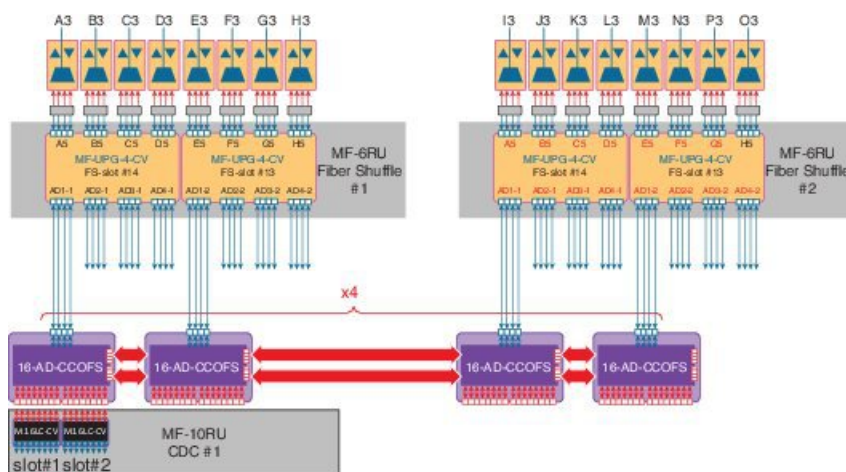 A3 B3 C3 D3 E3 F3 G3 H3 I3 J3 K3 L3 M3 N3 P3 O3
A5 B5 C5 D5 E5 F5 G5 H5 A5 B5 C5 D5 E5 F5 G5 H5
MF-UPG-4-CV MF-UPG-4-CV MF-6RU MF-UPG-4-CV MF-UPG-4-CV MF-6RU
FS-slot #14 FS-slot #13 Fiber Shuffle FS-slot #14 FS-slot #13 Fiber Shuffle
AD1-1 AD2-1 AD3-1 AD4-1 AD1-2 AD2-2 AD3-2 AD4-2 #1 AD1-1 AD2-1 AD3-1 AD4-1 AD1-2 AD2-2 AD3-2 AD4-2 #2
x4
16-AD-CCOFS 16-AD-CCOFS 16-AD-CCOFS 16-AD-CCOFS
M16LC-CV M16LC-CV MF-10RU
CDC #1
slot#1 slot#2